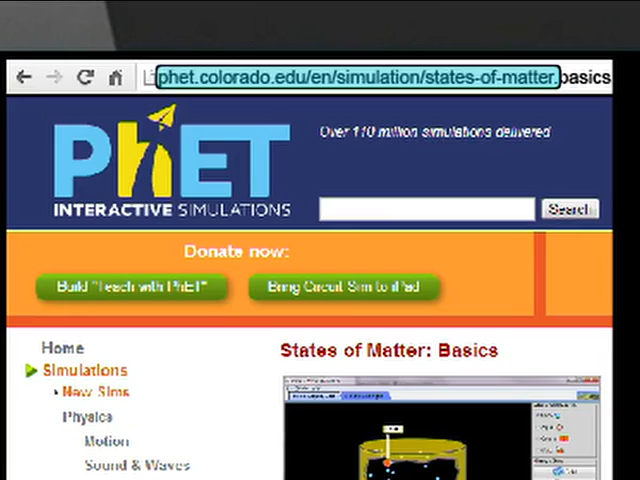 phet.colorado.edu/en/simulation/states-of-matter.basics
PhET
INTERACTIVE SIMULATIONS
Over 110 million simulations delivered
Search
Donate now:
Build "Teach with PhET"
Bring Circuit Sim to iPad
Home
Simulations
New Sims
Physics
Motion
Sound & Waves
States of Matter: Basics